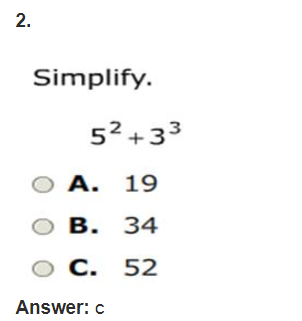 2.
Simplify.
5² + 3³
A. 19
B. 34
C. 52
Answer: c